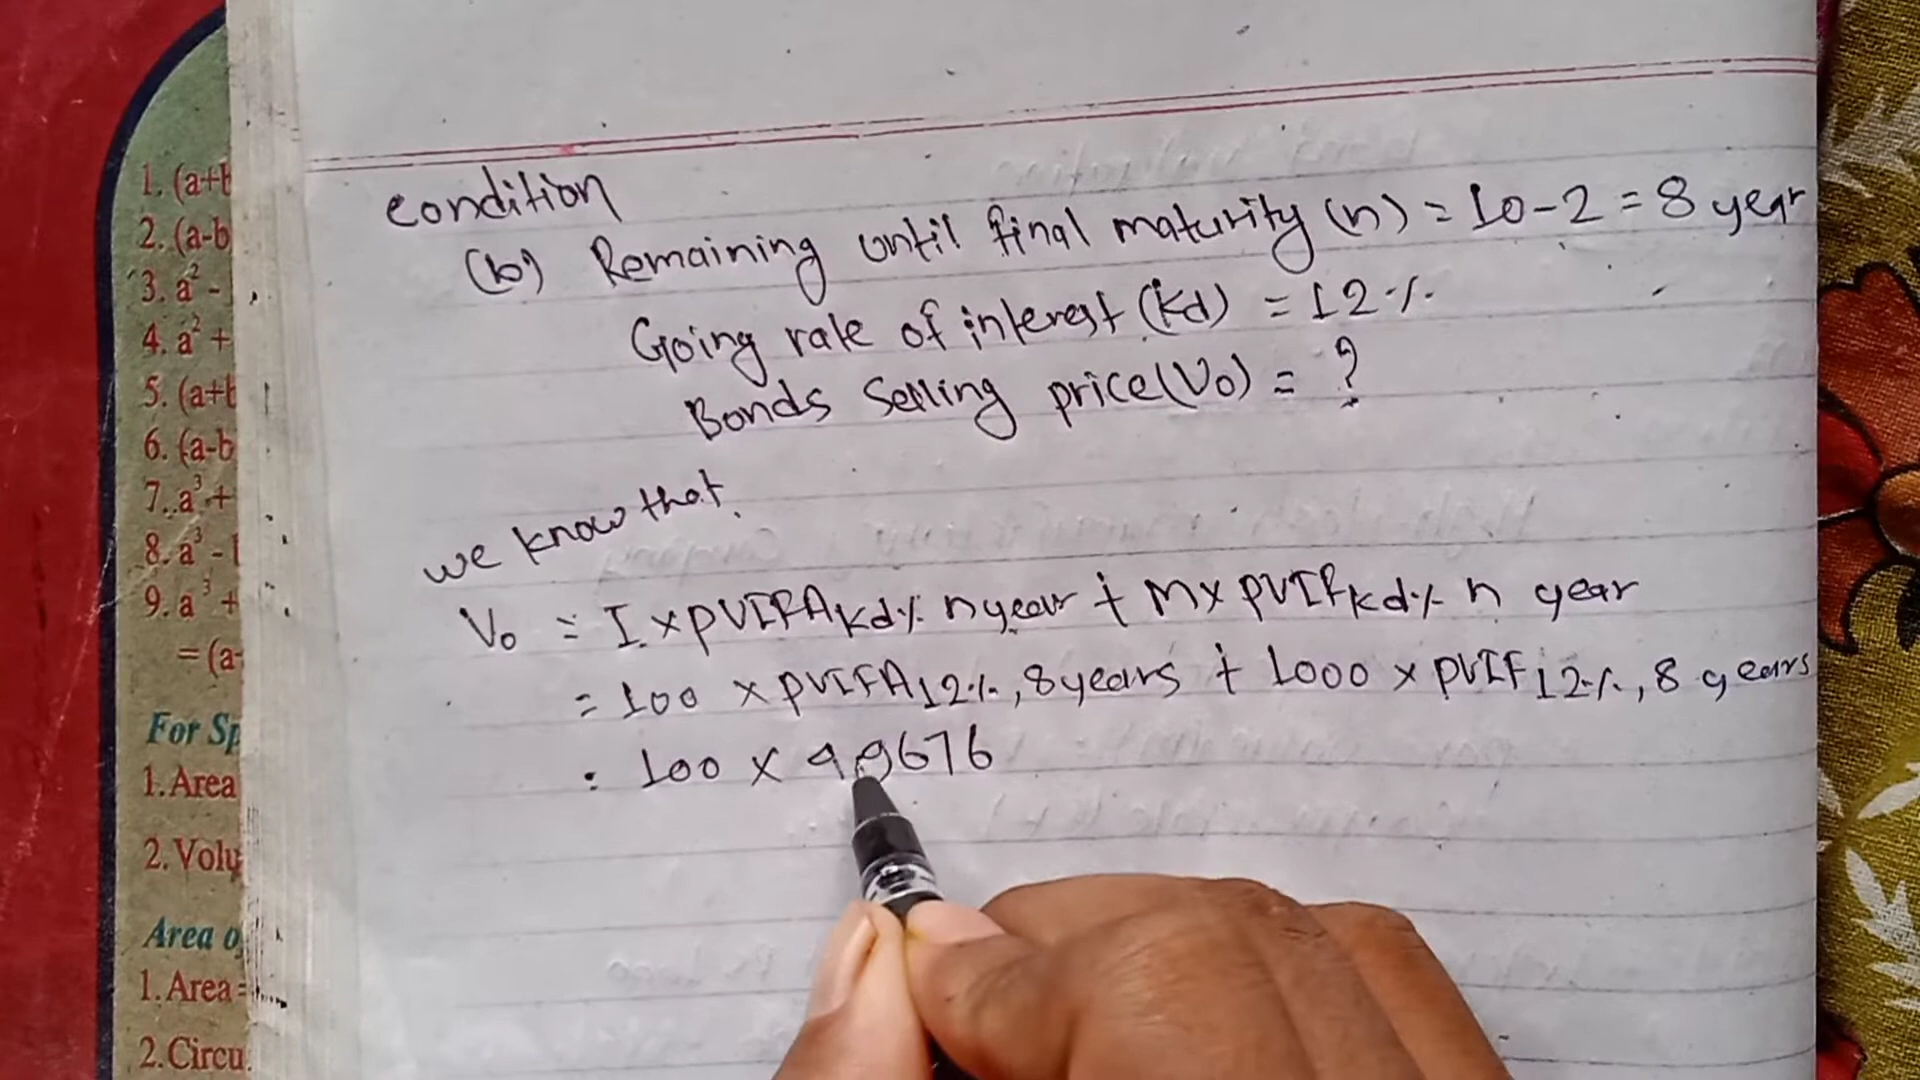 condition
(b) Remaining until final maturity (n) = 10-2 = 8 year
Going rate of interest (kd) = 12%
Bonds Selling price (V0) = ?
we know that,
V0 = I x PVIFA kd% n year + M x PVIF kd% n year
= 100 x PVIFA 12%, 8 years + 1000 x PVIF 12%, 8 years
= 100 x 4.9676
1. (a+b
2. (a-b
3. a² -
4. a² +
5. (a+b
6. (a-b
7. a³ +
8. a³ -
9. a³ +
= (a
For Sp
1. Area
2. Volu
Area o
1. Area =
2. Circu